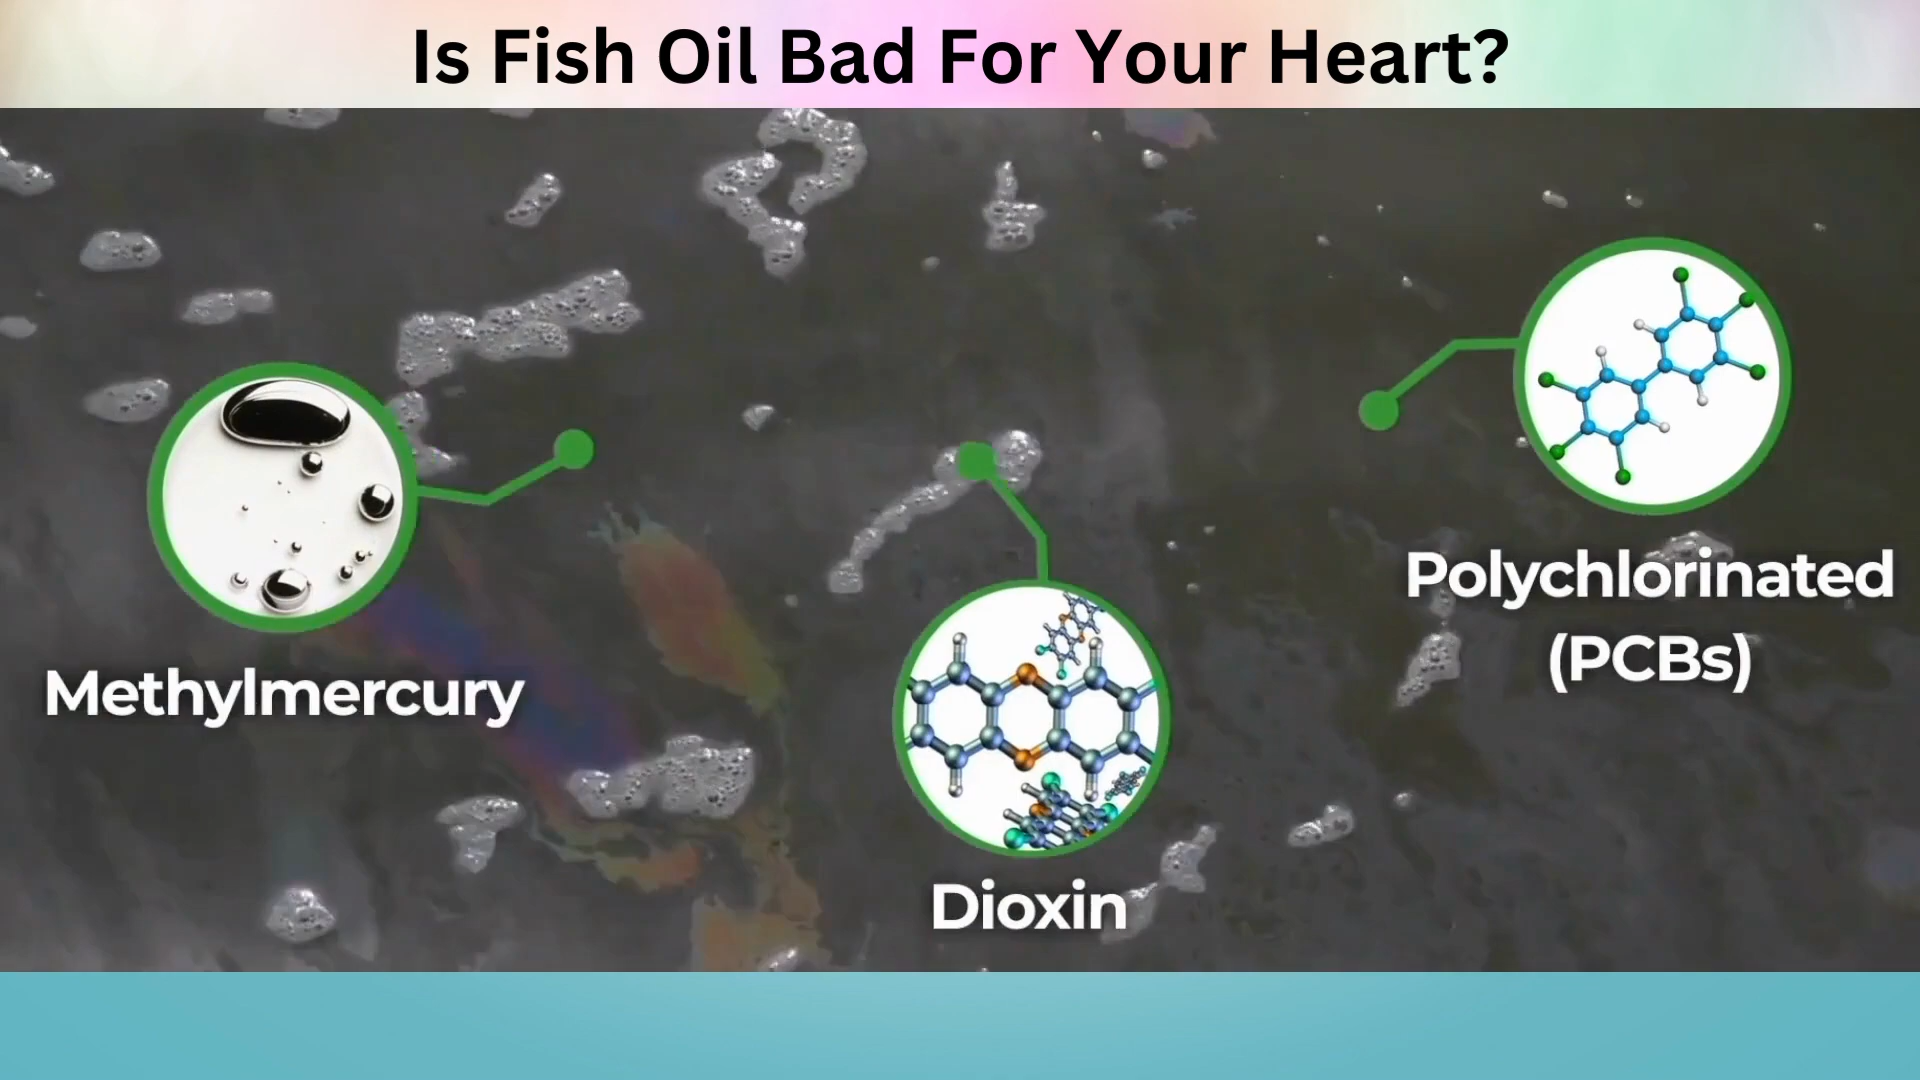 Is Fish Oil Bad For Your Heart?
Methylmercury
Dioxin
Polychlorinated
(PCBs)